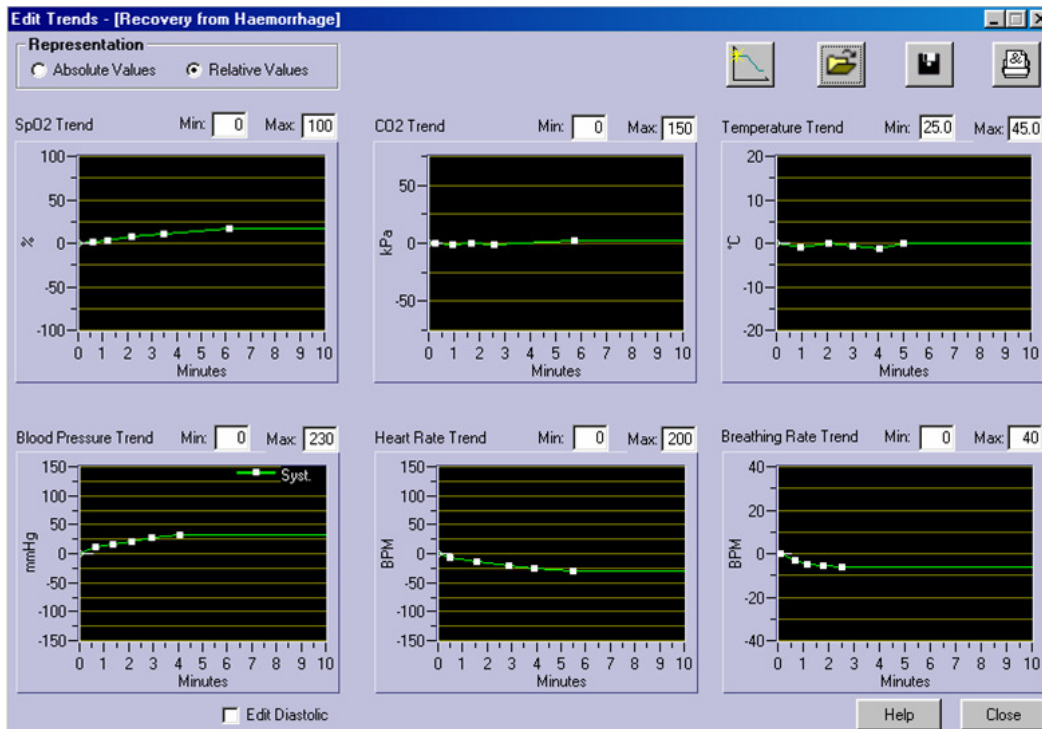 Edit Trends - [Recovery from Haemorrhage]
Representation
Absolute Values Relative Values
SpO2 Trend Min: 0 Max: 100
CO2 Trend Min: 0 Max: 150
Temperature Trend Min: 25.0 Max: 45.0
100
50
0
-50
-100
%
0 1 2 3 4 5 6 7 8 9 10
Minutes
50
0
-50
kPa
0 1 2 3 4 5 6 7 8 9 10
Minutes
20
10
0
-10
-20
°C
0 1 2 3 4 5 6 7 8 9 10
Minutes
Blood Pressure Trend Min: 0 Max: 230
Heart Rate Trend Min: 0 Max: 200
Breathing Rate Trend Min: 0 Max: 40
Syst.
150
100
50
0
-50
-100
-150
mmHg
0 1 2 3 4 5 6 7 8 9 10
Minutes
150
100
50
0
-50
-100
-150
BPM
0 1 2 3 4 5 6 7 8 9 10
Minutes
40
20
0
-20
-40
BPM
0 1 2 3 4 5 6 7 8 9 10
Minutes
Edit Diastolic
Help Close